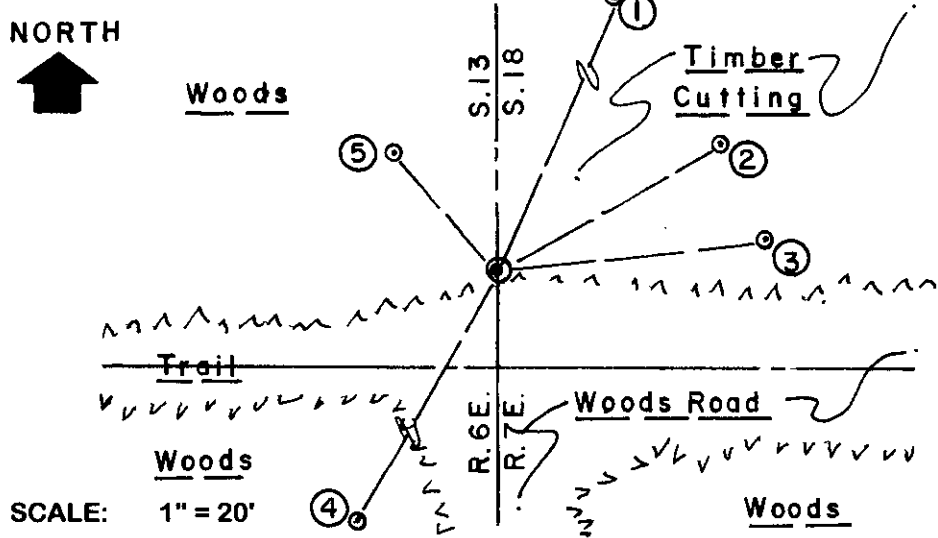 NORTH
Woods
S.13
S.18
1
Timber
Cutting
5
2
3
Trail
R.6E.
R.7E.
Woods Road
Woods
SCALE: 1" = 20'
4
Woods